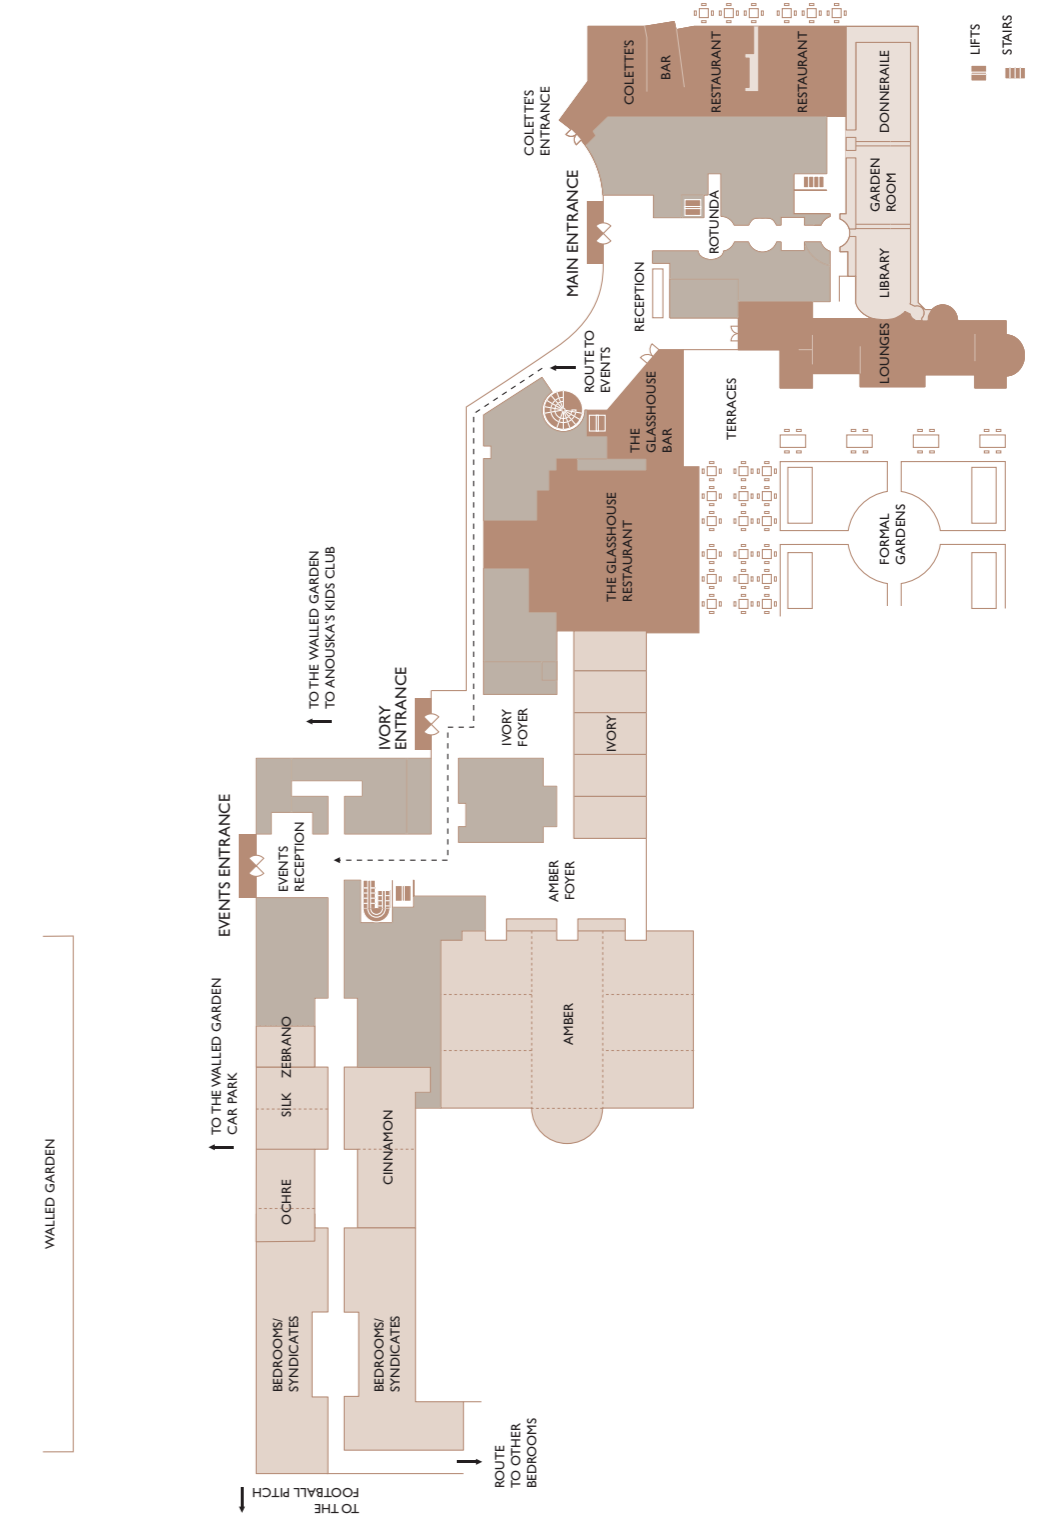 LIFTS
STAIRS
COLETTE'S
ENTRANCE
COLETTE'S
BAR
RESTAURANT
RESTAURANT
DONNERAILE
GARDEN
ROOM
LIBRARY
MAIN ENTRANCE
ROTUNDA
RECEPTION
ROUTE TO
EVENTS
LOUNGES
THE
GLASSHOUSE
BAR
TERRACES
THE GLASSHOUSE
RESTAURANT
FORMAL
GARDENS
TO THE WALLED GARDEN
TO ANOUSKA'S KIDS CLUB
IVORY
ENTRANCE
IVORY
FOYER
IVORY
EVENTS ENTRANCE
EVENTS
RECEPTION
AMBER
FOYER
AMBER
TO THE WALLED GARDEN
CAR PARK
ZEBRANO
SILK
OCHRE
CINNAMON
WALLED GARDEN
BEDROOMS/
SYNDICATES
BEDROOMS/
SYNDICATES
ROUTE
TO OTHER
BEDROOMS
TO THE
FOOTBALL PITCH